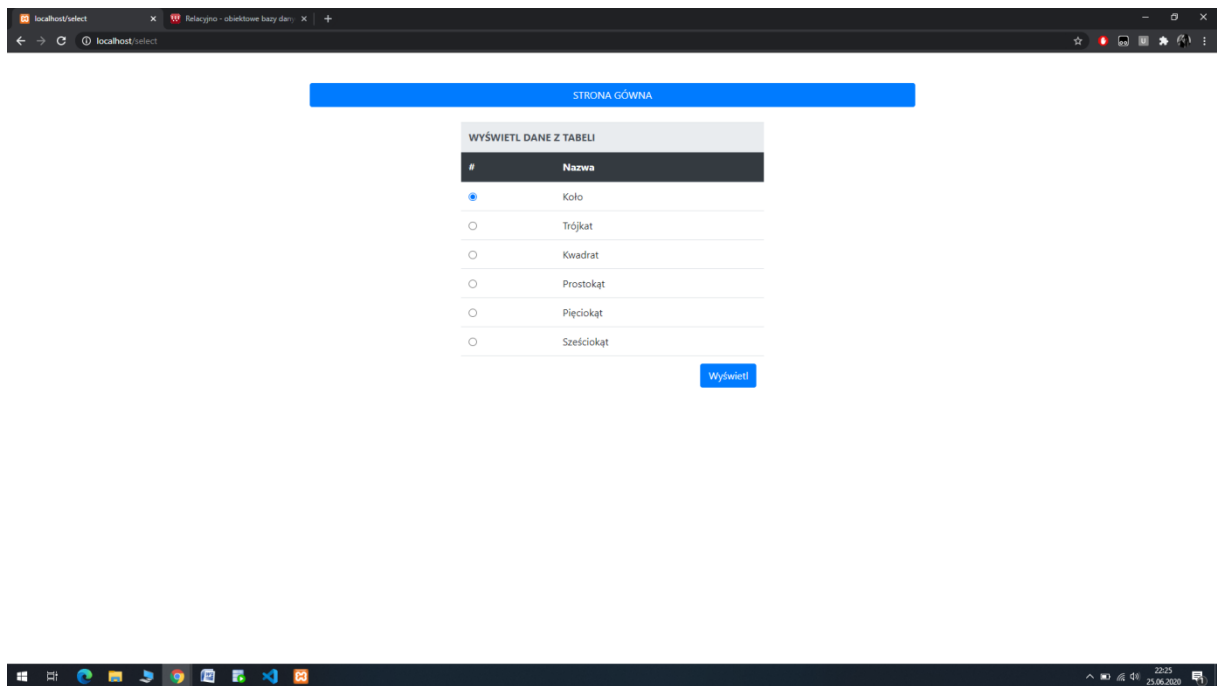 localhost/select
Relacyjno - obiektowe bazy dany
localhost/select
STRONA GÓWNA
WYŚWIETL DANE Z TABELI
# Nazwa
Koło
Trójkat
Kwadrat
Prostokąt
Pięciokąt
Sześciokąt
Wyświetl
22:25
25.06.2020